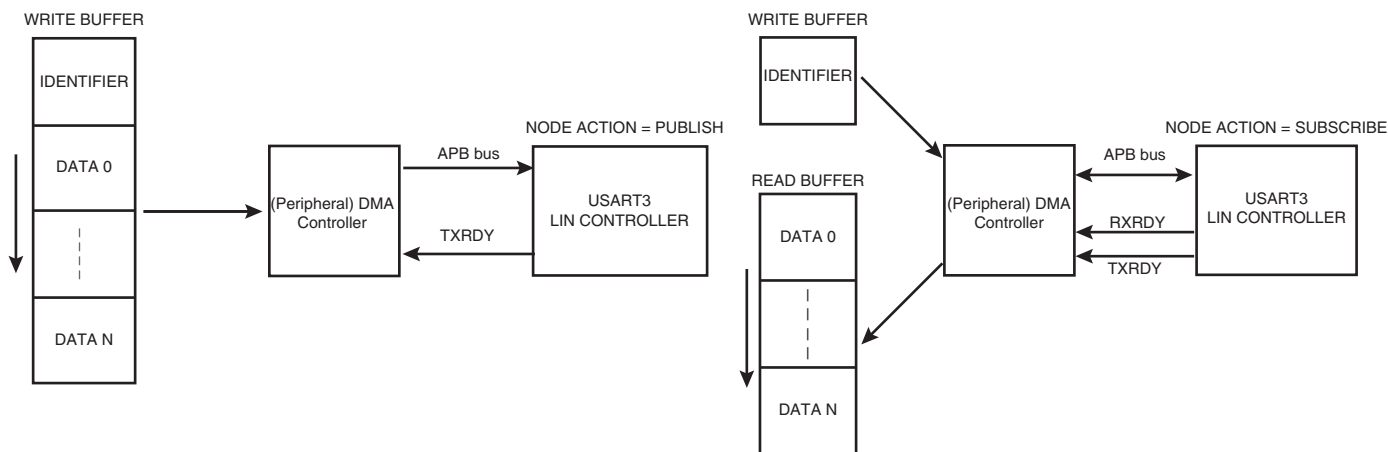 WRITE BUFFER
IDENTIFIER
DATA 0
DATA N
(Peripheral) DMA
Controller
APB bus
TXRDY
NODE ACTION = PUBLISH
USART3
LIN CONTROLLER
WRITE BUFFER
IDENTIFIER
READ BUFFER
DATA 0
DATA N
(Peripheral) DMA
Controller
APB bus
RXRDY
TXRDY
NODE ACTION = SUBSCRIBE
USART3
LIN CONTROLLER